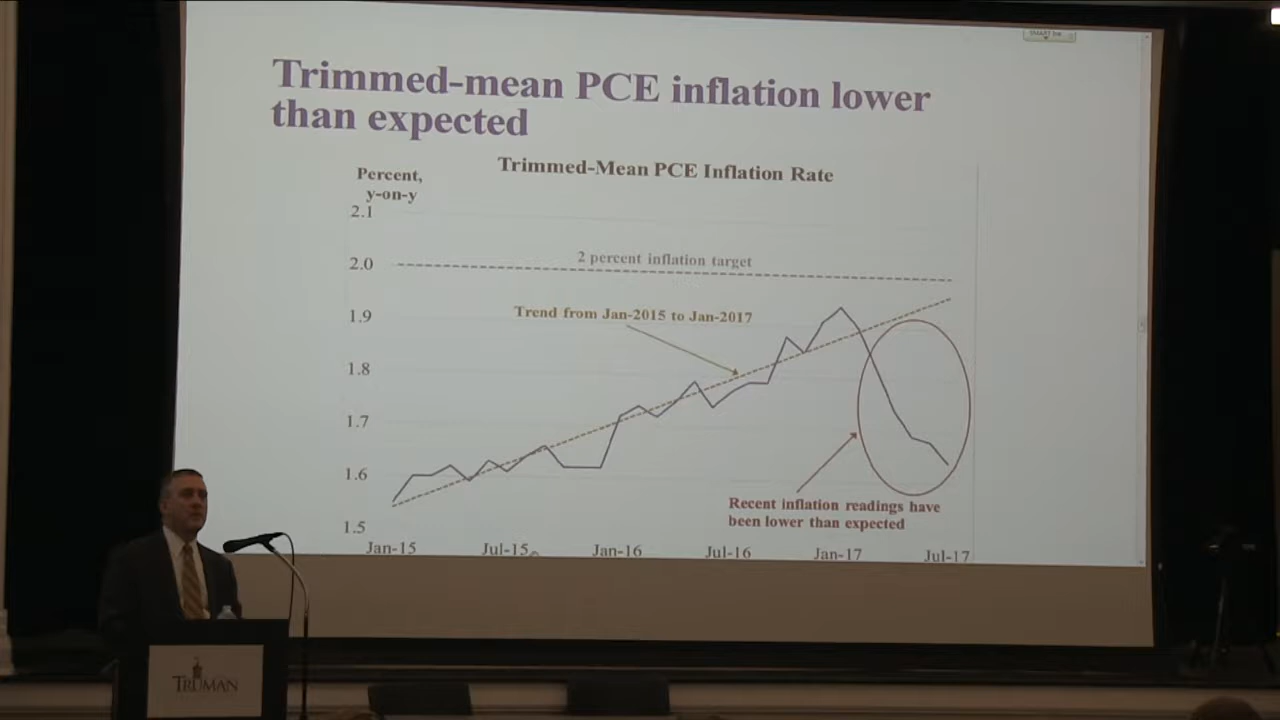 Trimmed-mean PCE inflation lower
than expected
Trimmed-Mean PCE Inflation Rate
Percent,
y-on-y
2.1
2.0
2 percent inflation target
1.9
Trend from Jan-2015 to Jan-2017
1.8
1.7
1.6
Recent inflation readings have
been lower than expected
1.5
Jan-15 Jul-15 Jan-16 Jul-16 Jan-17 Jul-17
TRUMAN